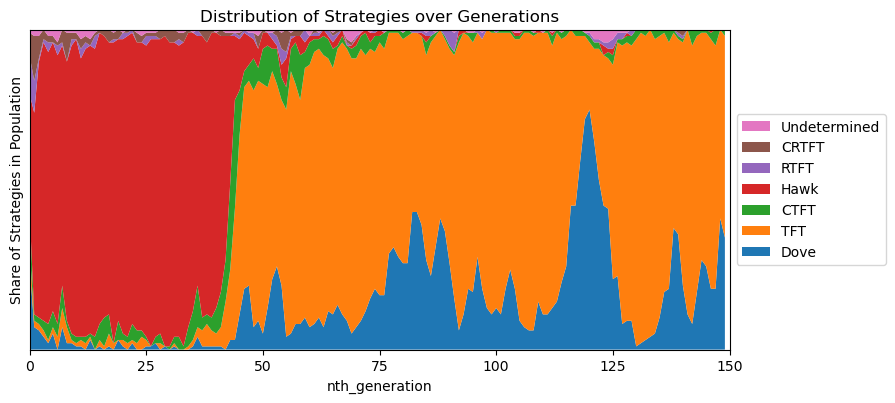 Distribution of Strategies over Generations
Share of Strategies in Population
Undetermined
CRTFT
RTFT
Hawk
CTFT
TFT
Dove
0 25 50 75 100 125 150
nth_generation